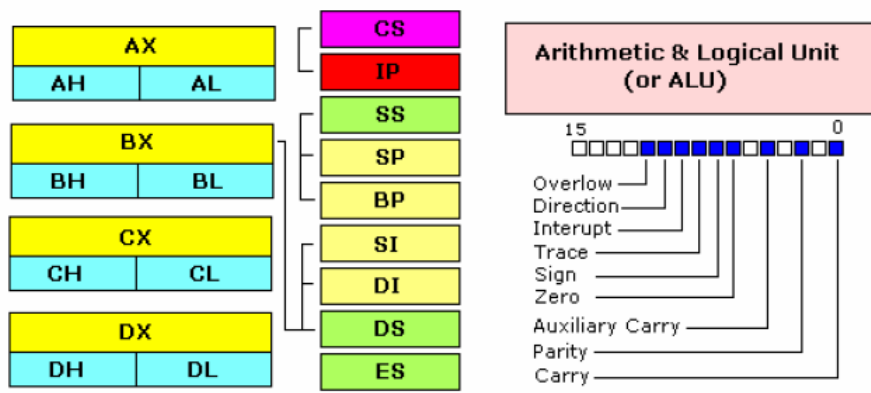 AX
AH AL
BX
BH BL
CX
CH CL
DX
DH DL
CS
IP
SS
SP
BP
SI
DI
DS
ES
Arithmetic & Logical Unit
(or ALU)
15 0
Overlow
Direction
Interupt
Trace
Sign
Zero
Auxiliary Carry
Parity
Carry